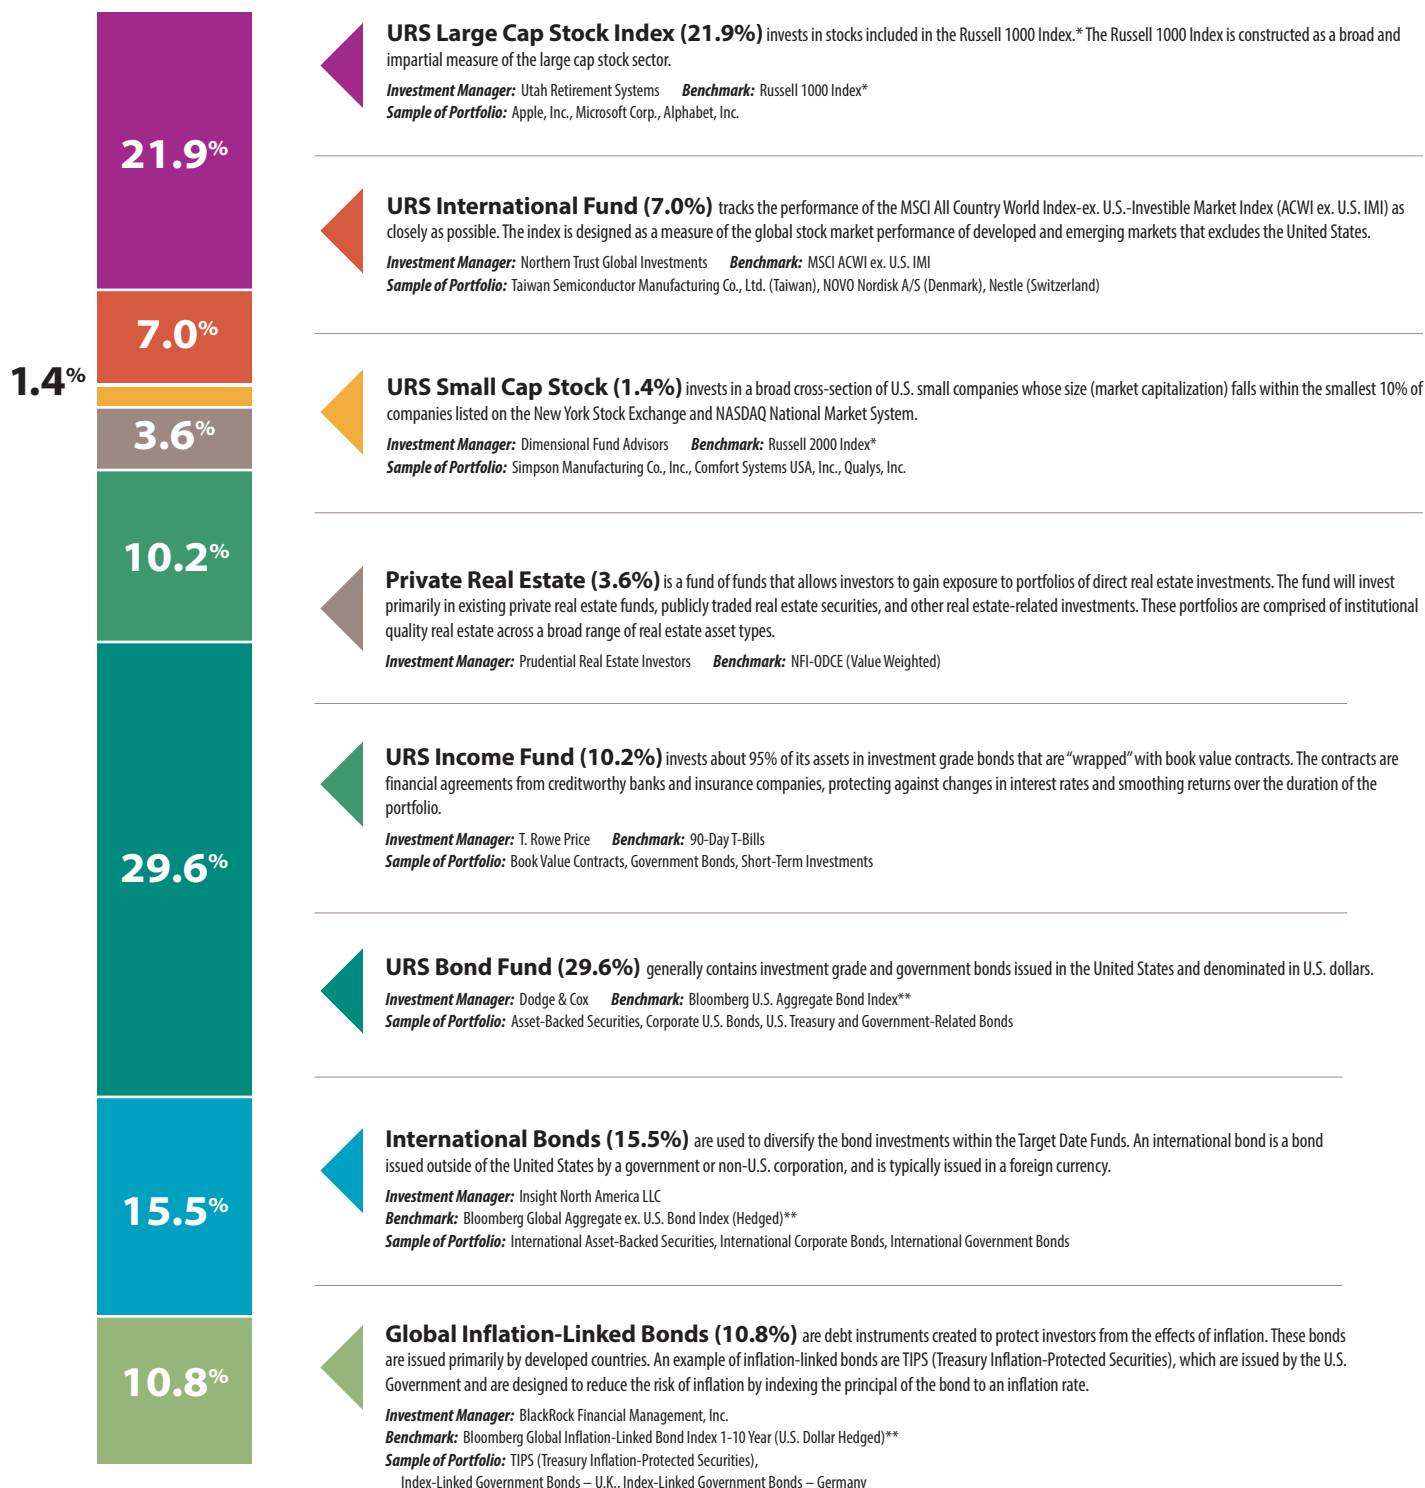 21.9%
7.0%
1.4%
3.6%
10.2%
29.6%
15.5%
10.8%
URS Large Cap Stock Index (21.9%) invests in stocks included in the Russell 1000 Index.* The Russell 1000 Index is constructed as a broad and
impartial measure of the large cap stock sector.
Investment Manager: Utah Retirement Systems Benchmark: Russell 1000 Index*
Sample of Portfolio: Apple, Inc., Microsoft Corp., Alphabet, Inc.
URS International Fund (7.0%) tracks the performance of the MSCI All Country World Index-ex. U.S.-Investible Market Index (ACWI ex. U.S. IMI) as
closely as possible. The index is designed as a measure of the global stock market performance of developed and emerging markets that excludes the United States.
Investment Manager: Northern Trust Global Investments Benchmark: MSCI ACWI ex. U.S. IMI
Sample of Portfolio: Taiwan Semiconductor Manufacturing Co., Ltd. (Taiwan), NOVO Nordisk A/S (Denmark), Nestle (Switzerland)
URS Small Cap Stock (1.4%) invests in a broad cross-section of U.S. small companies whose size (market capitalization) falls within the smallest 10% of
companies listed on the New York Stock Exchange and NASDAQ National Market System.
Investment Manager: Dimensional Fund Advisors Benchmark: Russell 2000 Index*
Sample of Portfolio: Simpson Manufacturing Co., Inc., Comfort Systems USA, Inc., Qualys, Inc.
Private Real Estate (3.6%) is a fund of funds that allows investors to gain exposure to portfolios of direct real estate investments. The fund will invest
primarily in existing private real estate funds, publicly traded real estate securities, and other real estate-related investments. These portfolios are comprised of institutional
quality real estate across a broad range of real estate asset types.
Investment Manager: Prudential Real Estate Investors Benchmark: NFI-ODCE (Value Weighted)
URS Income Fund (10.2%) invests about 95% of its assets in investment grade bonds that are “wrapped” with book value contracts. The contracts are
financial agreements from creditworthy banks and insurance companies, protecting against changes in interest rates and smoothing returns over the duration of the
portfolio.
Investment Manager: T. Rowe Price Benchmark: 90-Day T-Bills
Sample of Portfolio: Book Value Contracts, Government Bonds, Short-Term Investments
URS Bond Fund (29.6%) generally contains investment grade and government bonds issued in the United States and denominated in U.S. dollars.
Investment Manager: Dodge & Cox Benchmark: Bloomberg U.S. Aggregate Bond Index**
Sample of Portfolio: Asset-Backed Securities, Corporate U.S. Bonds, U.S. Treasury and Government-Related Bonds
International Bonds (15.5%) are used to diversify the bond investments within the Target Date Funds. An international bond is a bond
issued outside of the United States by a government or non-U.S. corporation, and is typically issued in a foreign currency.
Investment Manager: Insight North America LLC
Benchmark: Bloomberg Global Aggregate ex. U.S. Bond Index (Hedged)**
Sample of Portfolio: International Asset-Backed Securities, International Corporate Bonds, International Government Bonds
Global Inflation-Linked Bonds (10.8%) are debt instruments created to protect investors from the effects of inflation. These bonds
are issued primarily by developed countries. An example of inflation-linked bonds are TIPS (Treasury Inflation-Protected Securities), which are issued by the U.S.
Government and are designed to reduce the risk of inflation by indexing the principal of the bond to an inflation rate.
Investment Manager: BlackRock Financial Management, Inc.
Benchmark: Bloomberg Global Inflation-Linked Bond Index 1-10 Year (U.S. Dollar Hedged)**
Sample of Portfolio: TIPS (Treasury Inflation-Protected Securities),
Index-Linked Government Bonds – U.K., Index-Linked Government Bonds – Germany